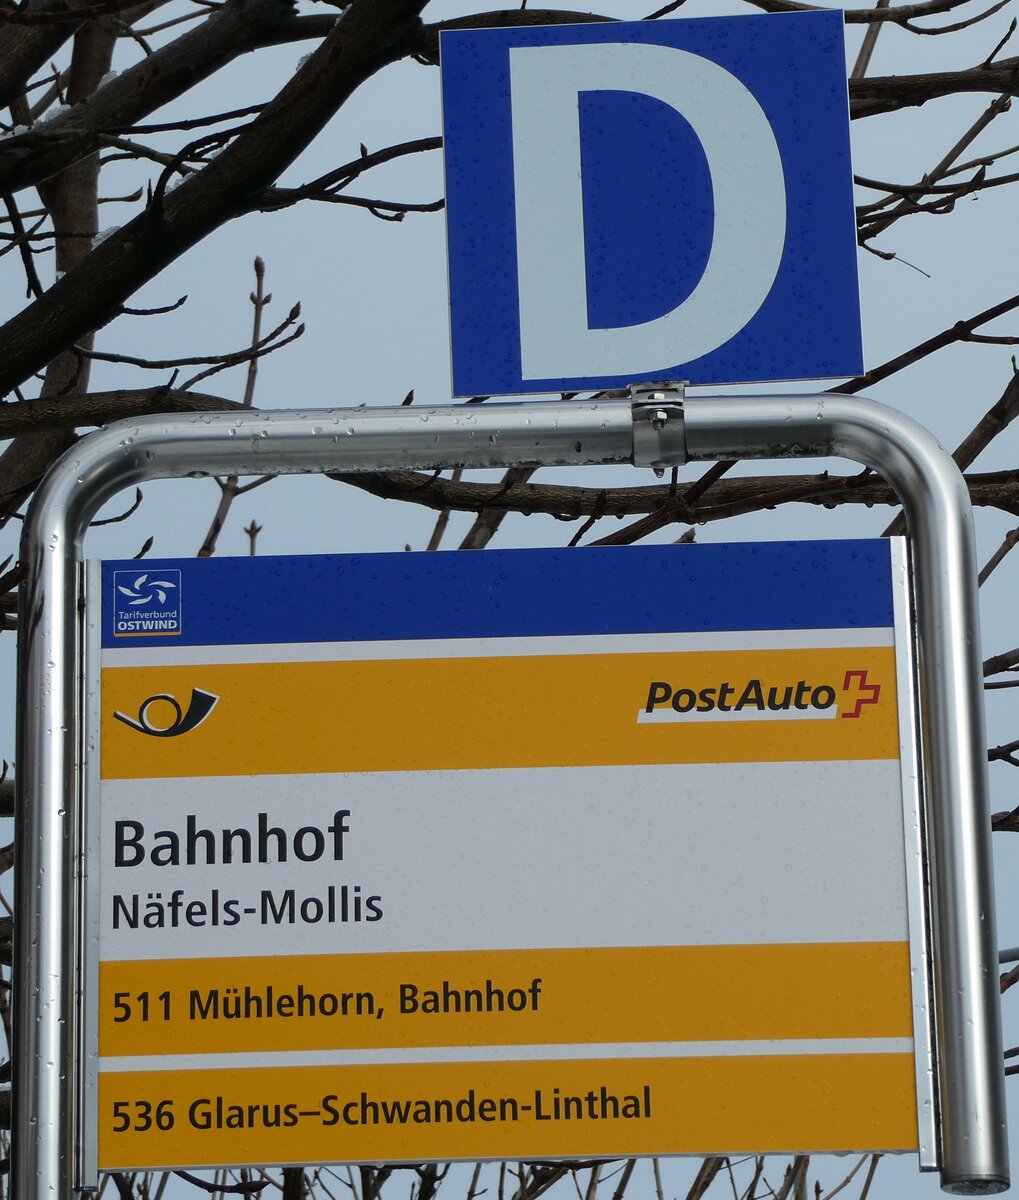 D
Tarifverbund
OSTWIND
PostAuto
Bahnhof
Näfels-Mollis
511 Mühlehorn, Bahnhof
536 Glarus–Schwanden-Linthal